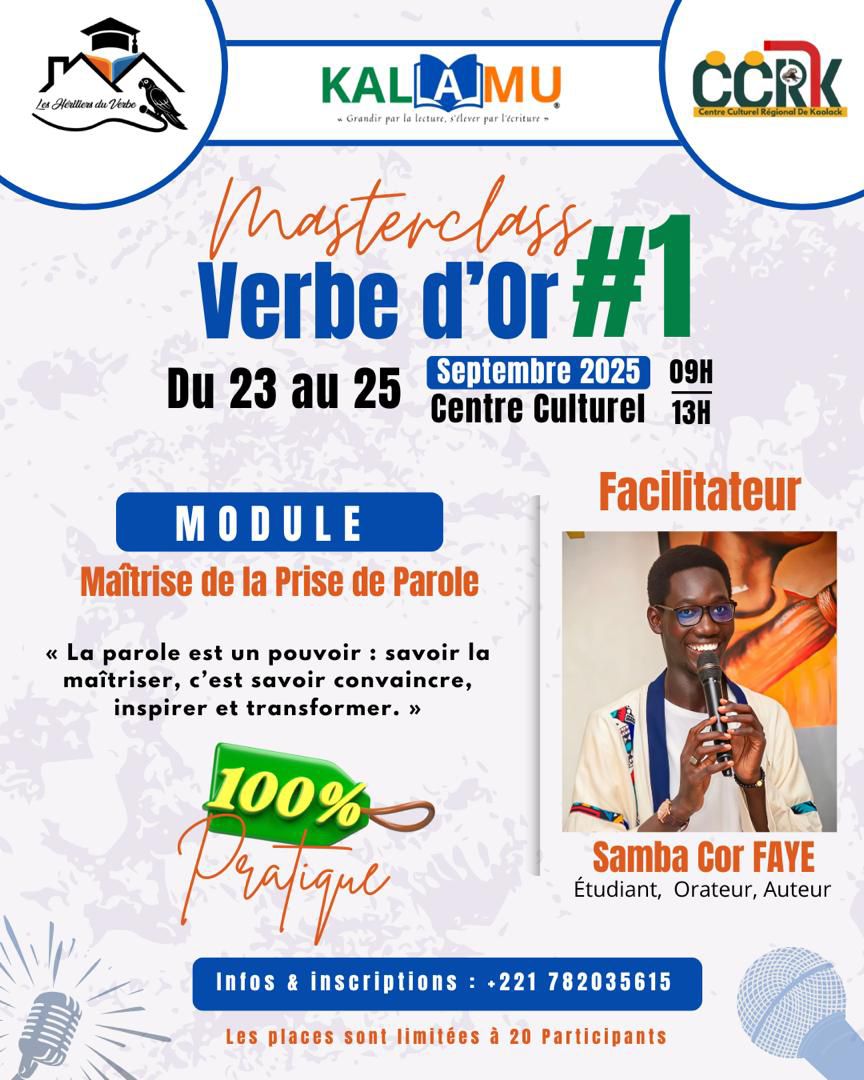 Les Héritiers du Verbe
KALAMU®
« Grandir par la lecture, s'élever par l'écriture »
CCRK
Centre Culturel Régional De Kaolack
Masterclass
Verbe d'Or #1
Du 23 au 25
Septembre 2025
Centre Culturel
09H
13H
MODULE
Maîtrise de la Prise de Parole
« La parole est un pouvoir : savoir la
maîtriser, c'est savoir convaincre,
inspirer et transformer. »
100%
Pratique
Facilitateur
Samba Cor FAYE
Étudiant, Orateur, Auteur
Infos & inscriptions : +221 782035615
Les places sont limitées à 20 Participants